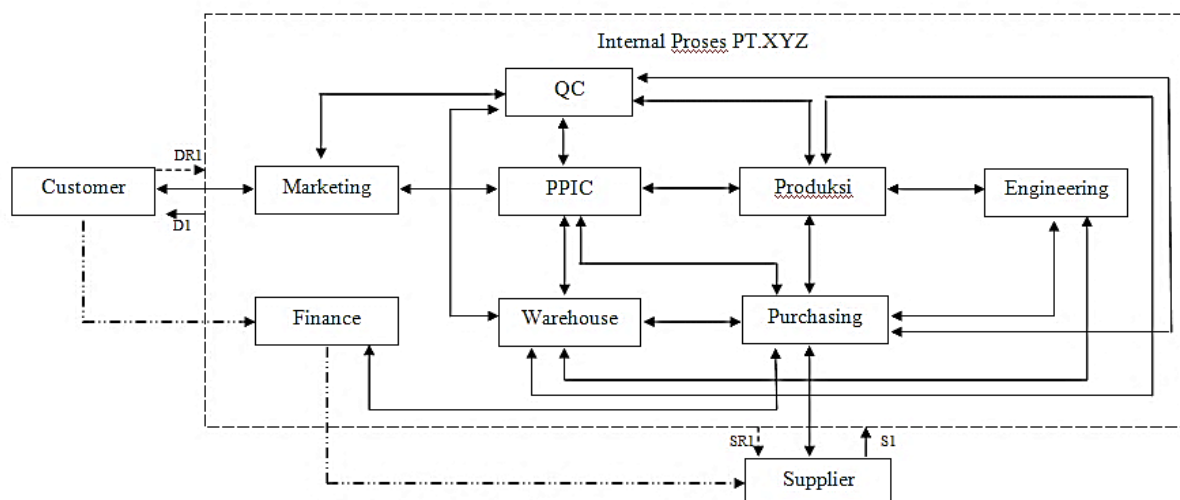 Internal Proses PT.XYZ
QC
DR1
Customer
Marketing
PPIC
Produksi
Engineering
D1
Finance
Warehouse
Purchasing
SR1
S1
Supplier